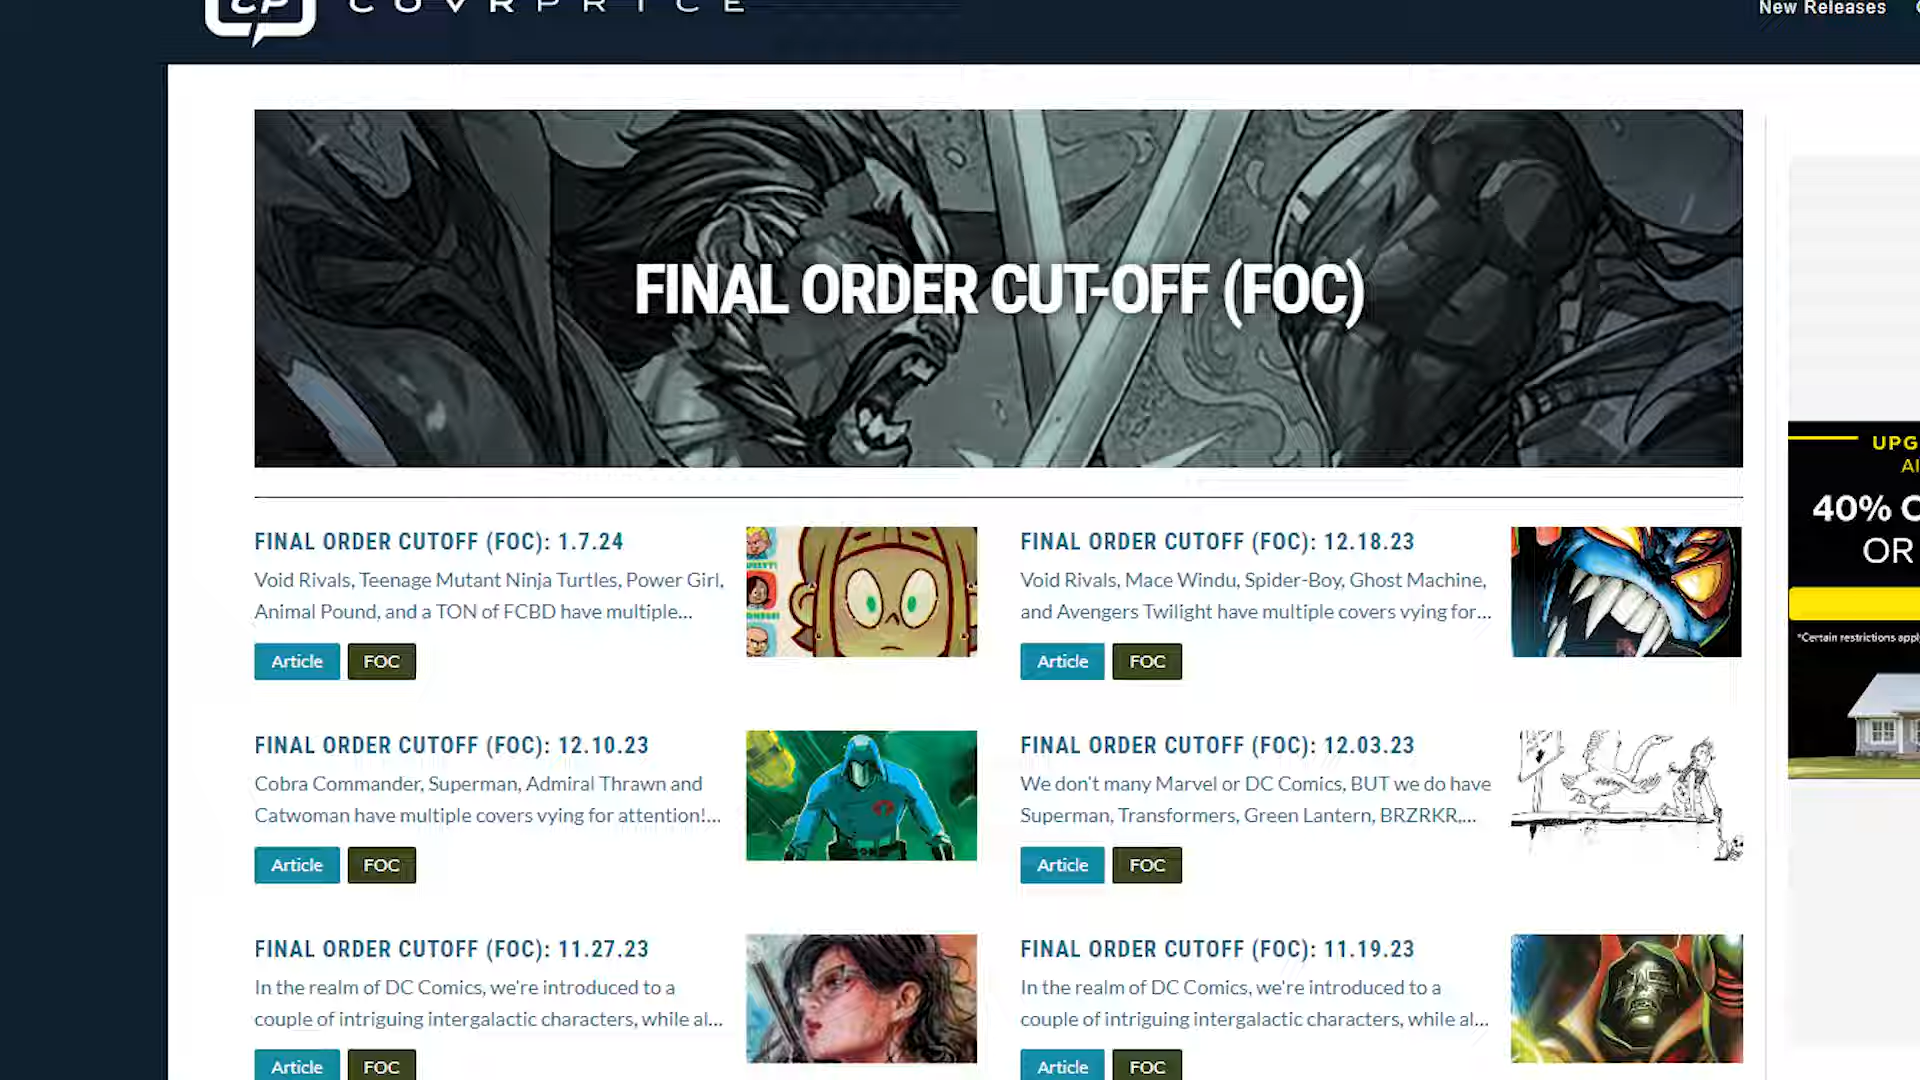 CP COVRPRICE
New Releases
FINAL ORDER CUT-OFF (FOC)
FINAL ORDER CUTOFF (FOC): 1.7.24
Void Rivals, Teenage Mutant Ninja Turtles, Power Girl,
Animal Pound, and a TON of FCBD have multiple...
Article FOC
FINAL ORDER CUTOFF (FOC): 12.18.23
Void Rivals, Mace Windu, Spider-Boy, Ghost Machine,
and Avengers Twilight have multiple covers vying for...
Article FOC
FINAL ORDER CUTOFF (FOC): 12.10.23
Cobra Commander, Superman, Admiral Thrawn and
Catwoman have multiple covers vying for attention!...
Article FOC
FINAL ORDER CUTOFF (FOC): 12.03.23
We don't many Marvel or DC Comics, BUT we do have
Superman, Transformers, Green Lantern, BRZRKR,...
Article FOC
FINAL ORDER CUTOFF (FOC): 11.27.23
In the realm of DC Comics, we're introduced to a
couple of intriguing intergalactic characters, while al...
Article FOC
FINAL ORDER CUTOFF (FOC): 11.19.23
In the realm of DC Comics, we're introduced to a
couple of intriguing intergalactic characters, while al...
Article FOC
UPG
AI
40% O
OR
*Certain restrictions apply